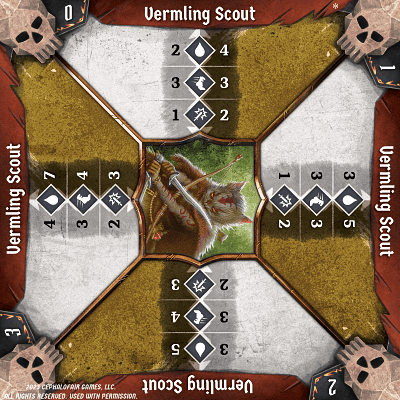 0
Vermling Scout
2 4
3 3
1 2
1
Vermling Scout
3 5
3 3
1 2
2
Vermling Scout
3 5
3 4
2 3
3
Vermling Scout
4 7
3 4
2 3
2023 CEPHALOFAIR GAMES, LLC.
ALL RIGHTS RESERVED. USED WITH PERMISSION.